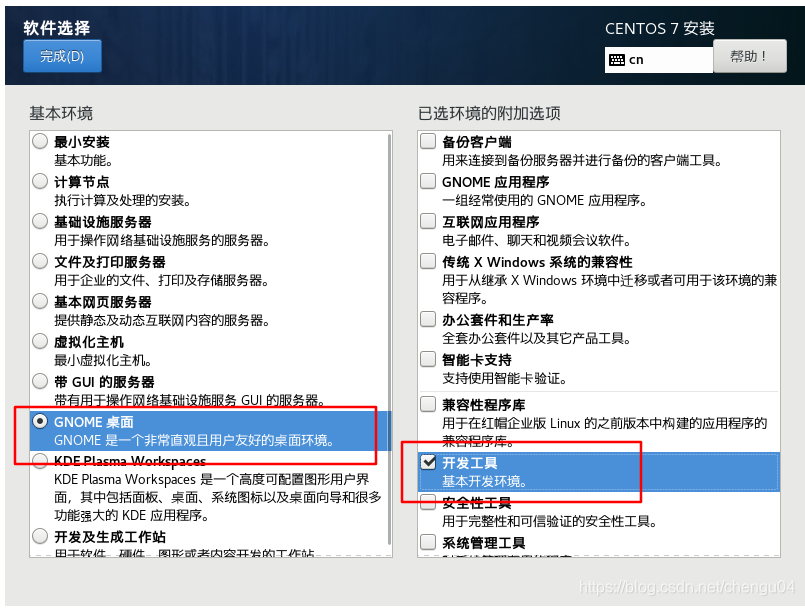 软件选择
CENTOS 7 安装
完成(D)
cn
帮助！
基本环境
已选环境的附加选项
最小安装
基本功能。
计算节点
执行计算及处理的安装。
基础设施服务器
用于操作网络基础设施服务的服务器。
文件及打印服务器
用于企业的文件、打印及存储服务器。
基本网页服务器
提供静态及动态互联网内容的服务器。
虚拟化主机
最小虚拟化主机。
带 GUI 的服务器
带有用于操作网络基础设施服务 GUI 的服务器。
GNOME 桌面
GNOME 是一个非常直观且用户友好的桌面环境。
KDE Plasma Workspaces
KDE Plasma Workspaces 是一个高度可配置图形用户界
面，其中包括面板、桌面、系统图标以及桌面向导和很多
功能强大的 KDE 应用程序。
开发及生成工作站
用于软件、硬件、图形或者内容开发的工作站
备份客户端
用来连接到备份服务器并进行备份的客户端工具。
GNOME 应用程序
一组经常使用的 GNOME 应用程序。
互联网应用程序
电子邮件、聊天和视频会议软件。
传统 X Windows 系统的兼容性
用于从继承 X Windows 环境中迁移或者可用于该环境的兼
容程序。
办公套件和生产率
全套办公套件以及其它产品工具。
智能卡支持
支持使用智能卡验证。
兼容性程序库
用于在红帽企业版 Linux 的之前版本中构建的应用程序的
兼容程序库。
开发工具
基本开发环境。
安全性工具
用于完整性和可信验证的安全性工具。
系统管理工具
https://blog.csdn.net/chengu04